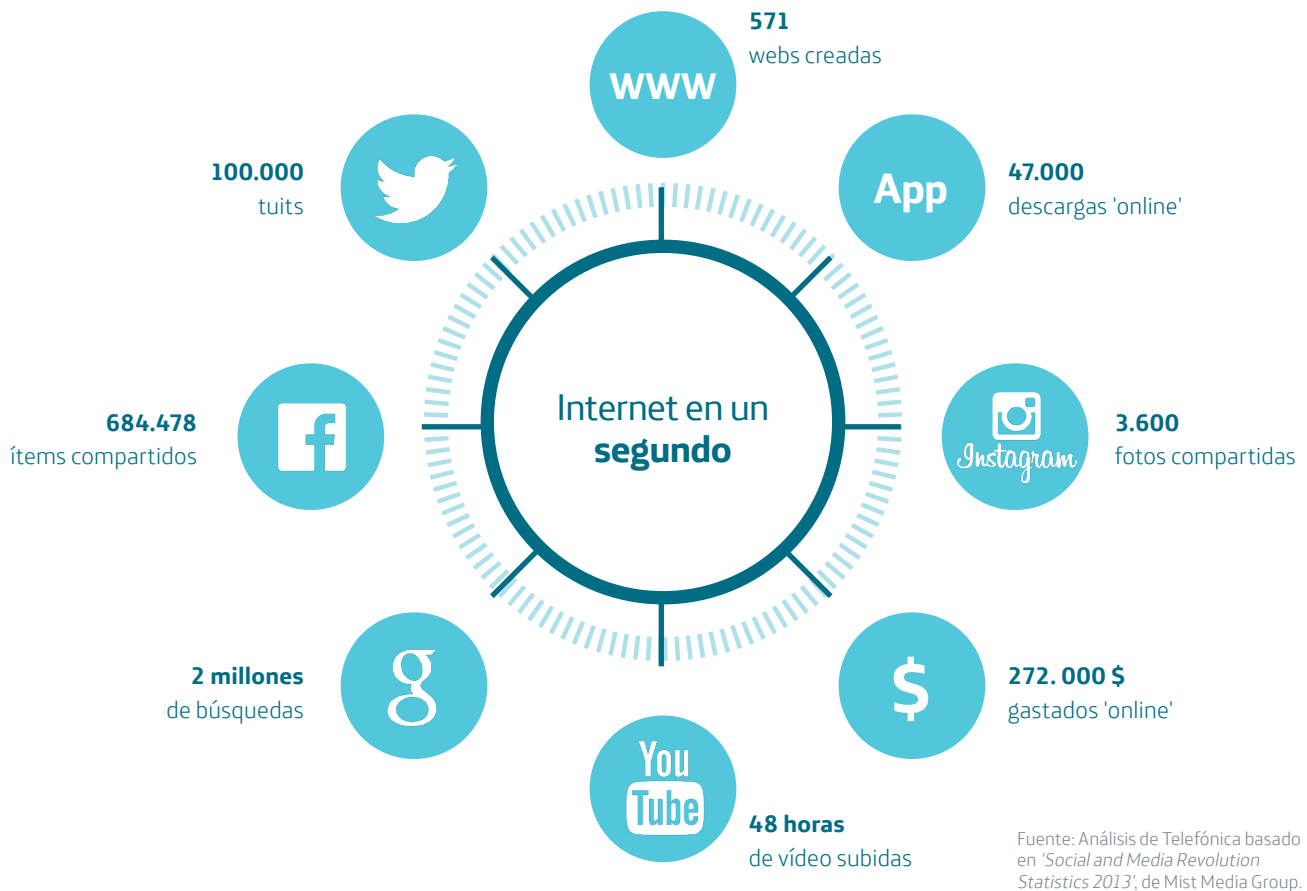 571
webs creadas
www
100.000
tuits
App
47.000
descargas 'online'
684.478
ítems compartidos
f
Internet en un
segundo
Instagram
3.600
fotos compartidas
2 millones
de búsquedas
g
$
272. 000 $
gastados 'online'
You
Tube
48 horas
de vídeo subidas
Fuente: Análisis de Telefónica basado
en 'Social and Media Revolution
Statistics 2013', de Mist Media Group.